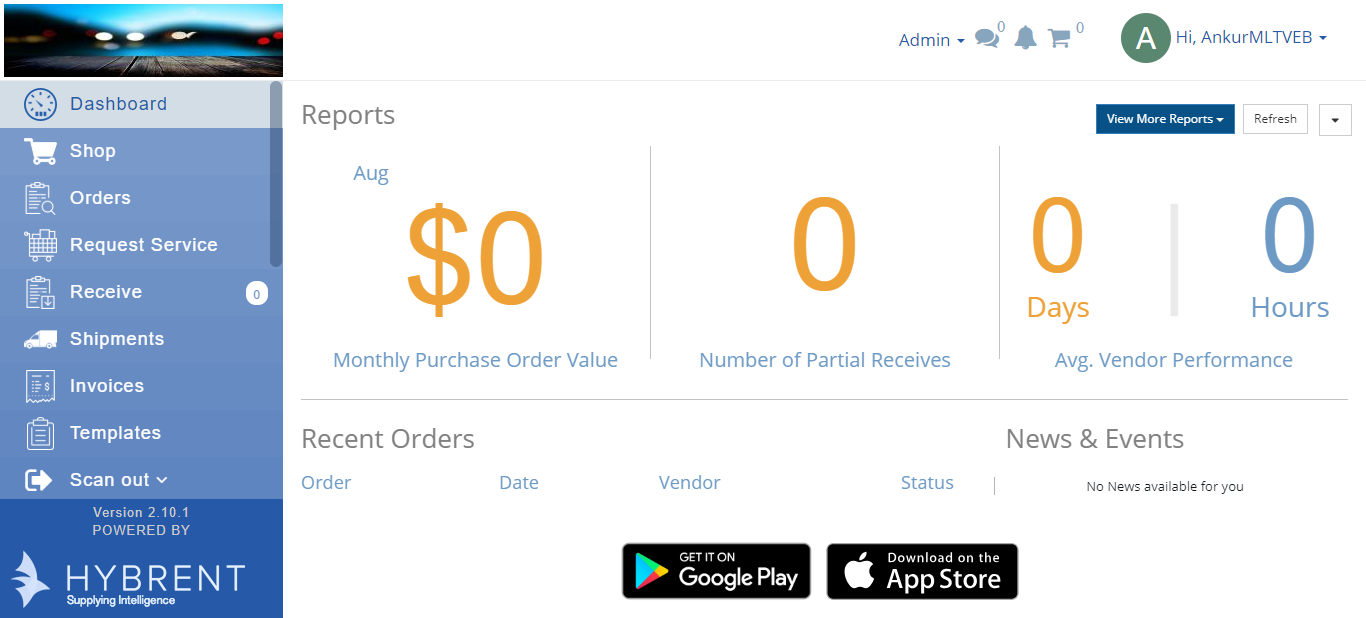 Admin
0
0
A
Hi, AnkurMLTVEB
Dashboard
Shop
Orders
Request Service
Receive
0
Shipments
Invoices
Templates
Scan out
Version 2.10.1
POWERED BY
HYBRENT
Supplying Intelligence
Reports
View More Reports
Refresh
Aug
$0
Monthly Purchase Order Value
0
Number of Partial Receives
0
Days
0
Hours
Avg. Vendor Performance
Recent Orders
Order Date Vendor Status
News & Events
No News available for you
GET IT ON
Google Play
Download on the
App Store